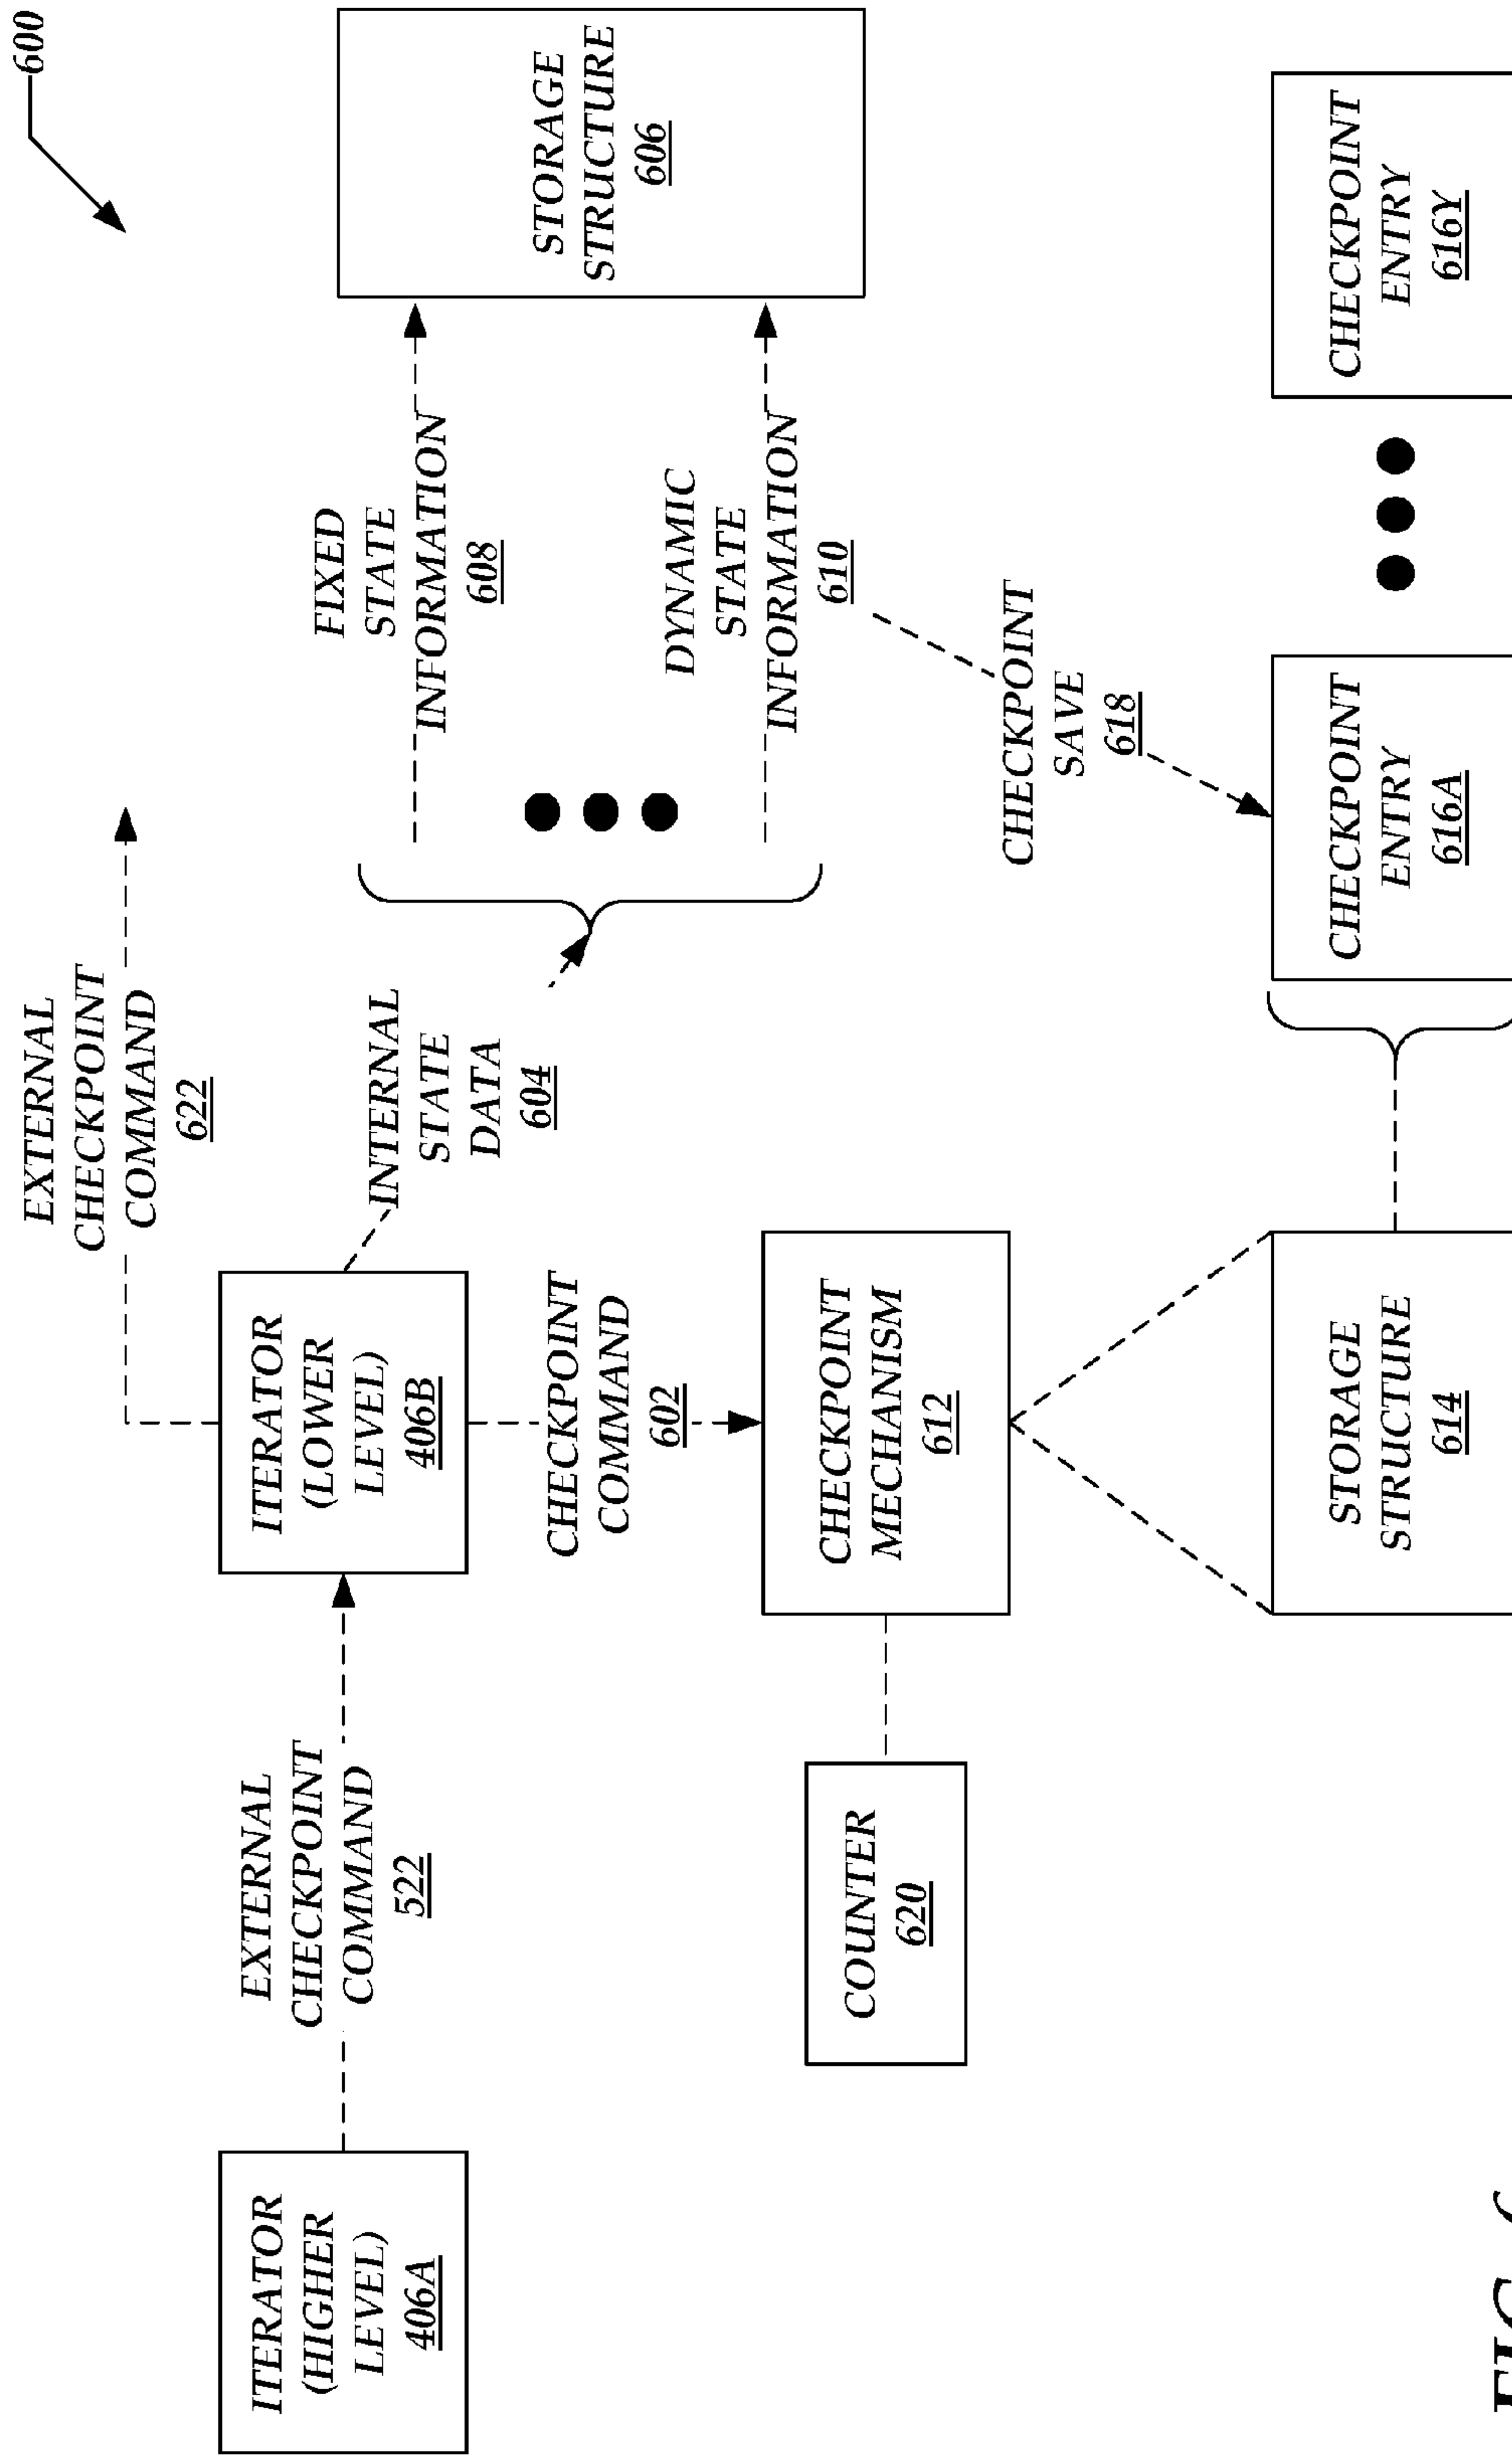 600
EXTERNAL
CHECKPOINT
COMMAND
622
ITERATOR
(HIGHER
LEVEL)
406A
EXTERNAL
CHECKPOINT
COMMAND
522
ITERATOR
(LOWER
LEVEL)
406B
INTERNAL
STATE
DATA
604
FIXED
STATE
INFORMATION
608
DYNAMIC
STATE
INFORMATION
610
STORAGE
STRUCTURE
606
CHECKPOINT
COMMAND
602
COUNTER
620
CHECKPOINT
MECHANISM
612
CHECKPOINT
SAVE
618
STORAGE
STRUCTURE
614
CHECKPOINT
ENTRY
616A
CHECKPOINT
ENTRY
616Y